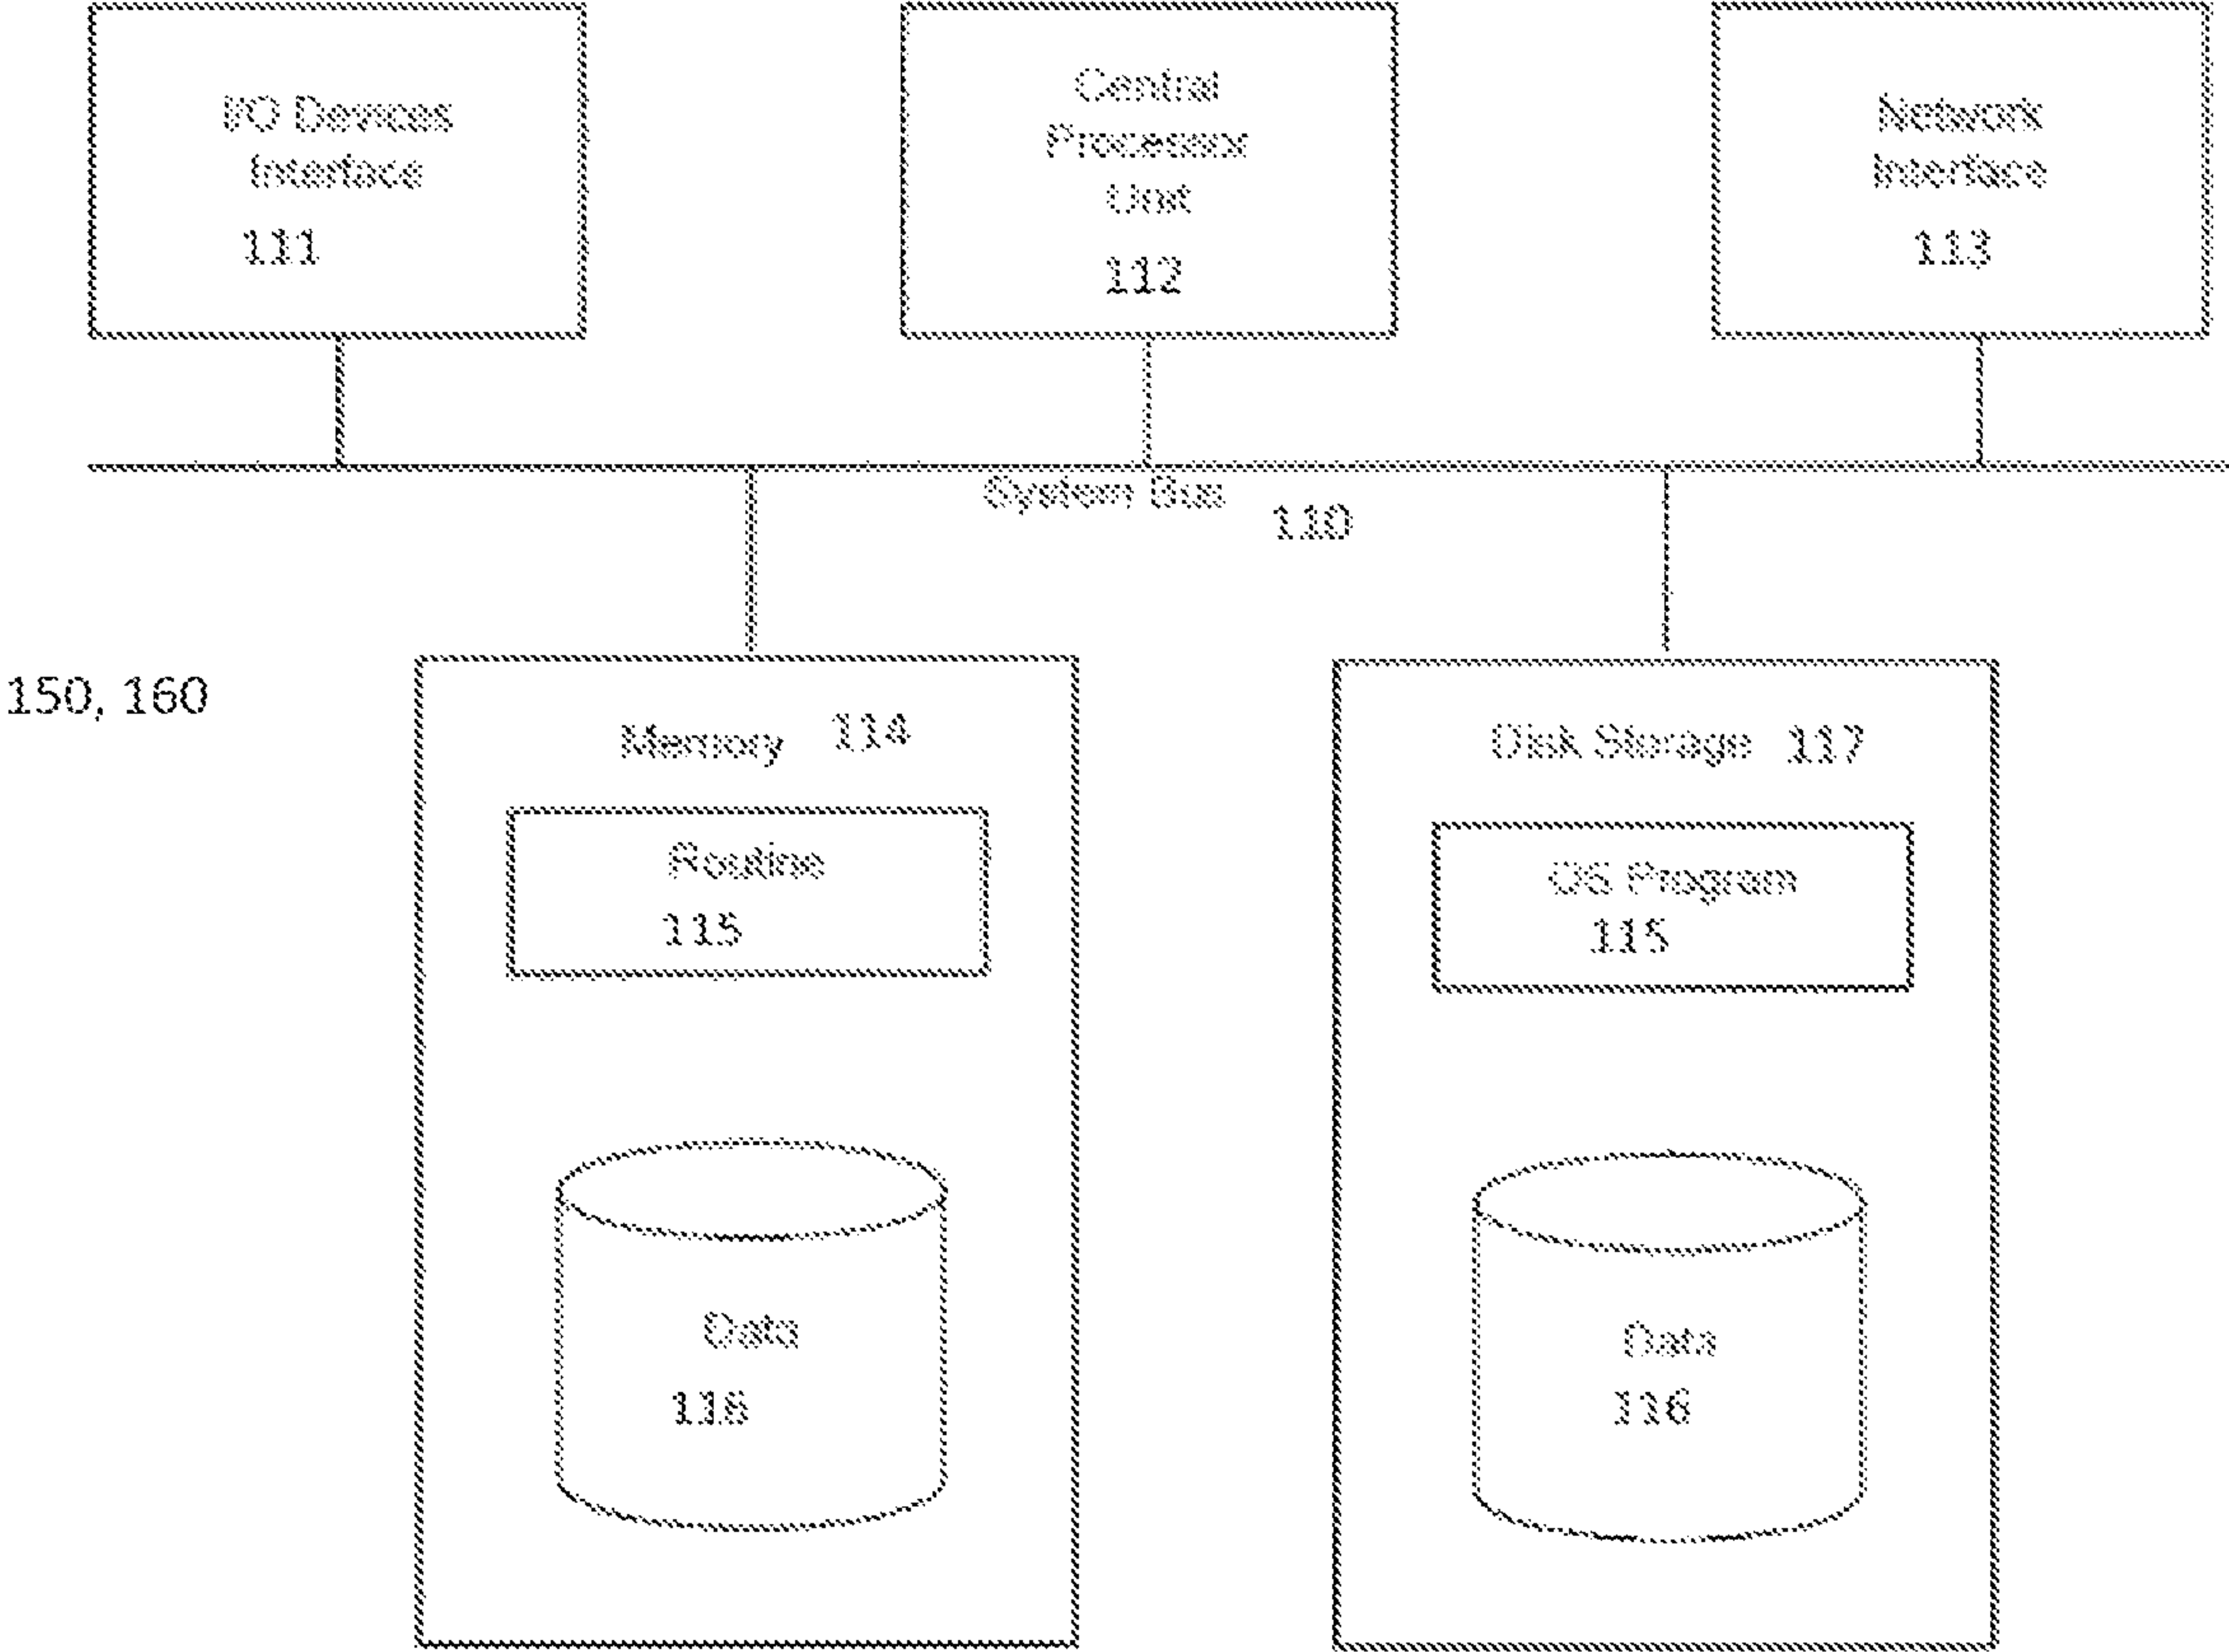 I/O Devices
Interface
111
Central
Processor
Unit
112
Network
Interface
113
System Bus
110
150, 160
Memory 114
Routine
115
Data
116
Disk Storage 117
OS Program
115
Data
116